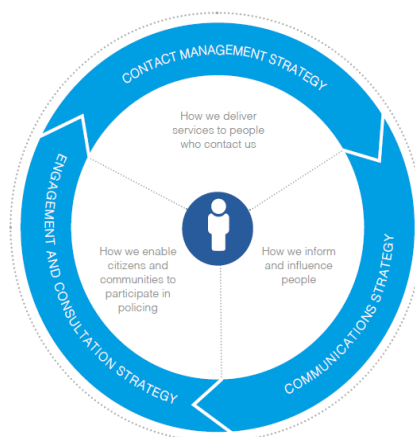 CONTACT MANAGEMENT STRATEGY
How we deliver
services to people
who contact us
How we enable
citizens and
communities to
participate in
policing
How we inform
and influence
people
ENGAGEMENT AND CONSULTATION STRATEGY
COMMUNICATIONS STRATEGY